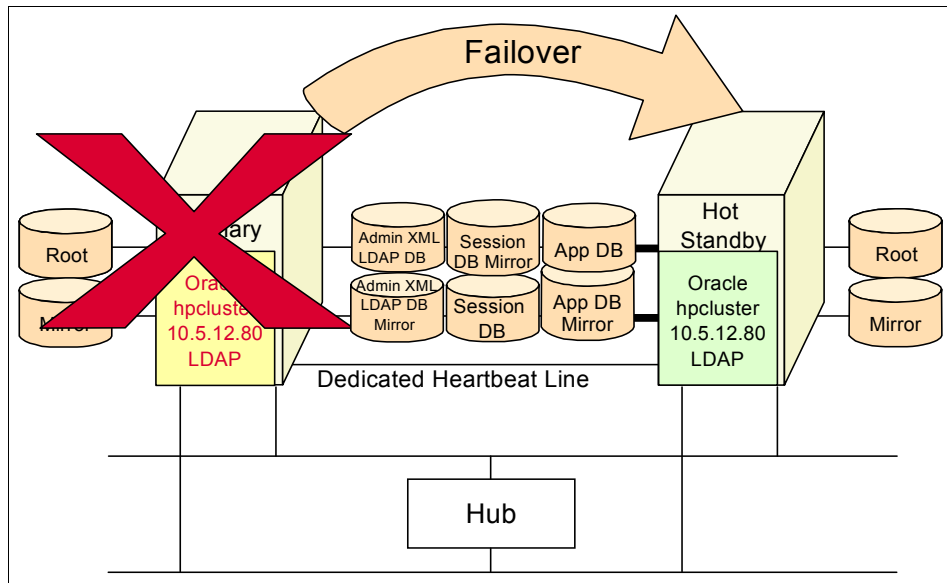 Failover
Root
Mirror
Oracle
hpcluster
10.5.12.80
LDAP
Admin XML
LDAP DB
Session
DB Mirror
App DB
Admin XML
LDAP DB
Mirror
Session
DB
App DB
Mirror
Hot
Standby
Oracle
hpcluster
10.5.12.80
LDAP
Root
Mirror
Dedicated Heartbeat Line
Hub